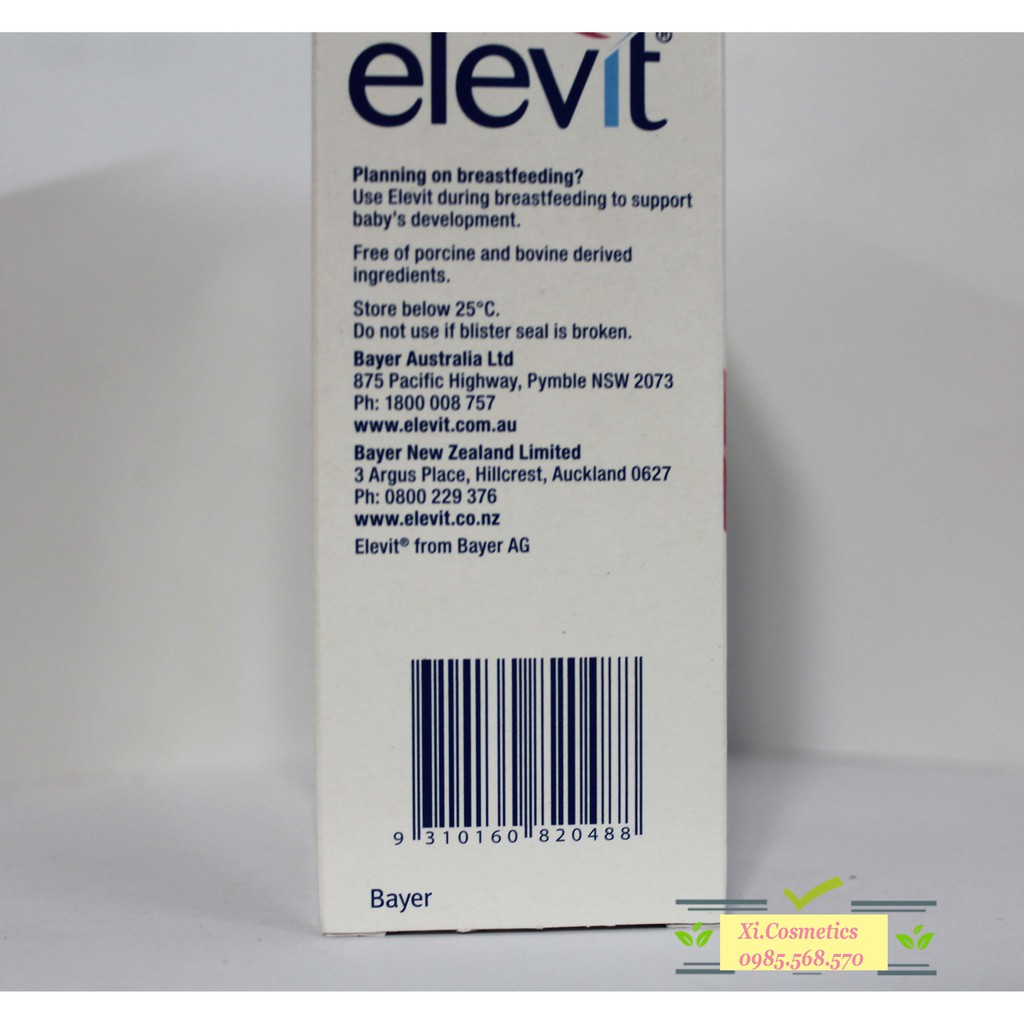 elevit®
Planning on breastfeeding?
Use Elevit during breastfeeding to support
baby's development.
Free of porcine and bovine derived
ingredients.
Store below 25°C.
Do not use if blister seal is broken.
Bayer Australia Ltd
875 Pacific Highway, Pymble NSW 2073
Ph: 1800 008 757
www.elevit.com.au
Bayer New Zealand Limited
3 Argus Place, Hillcrest, Auckland 0627
Ph: 0800 229 376
www.elevit.co.nz
Elevit® from Bayer AG
9 310160 820488
Bayer
Xi.Cosmetics
0985.568.570